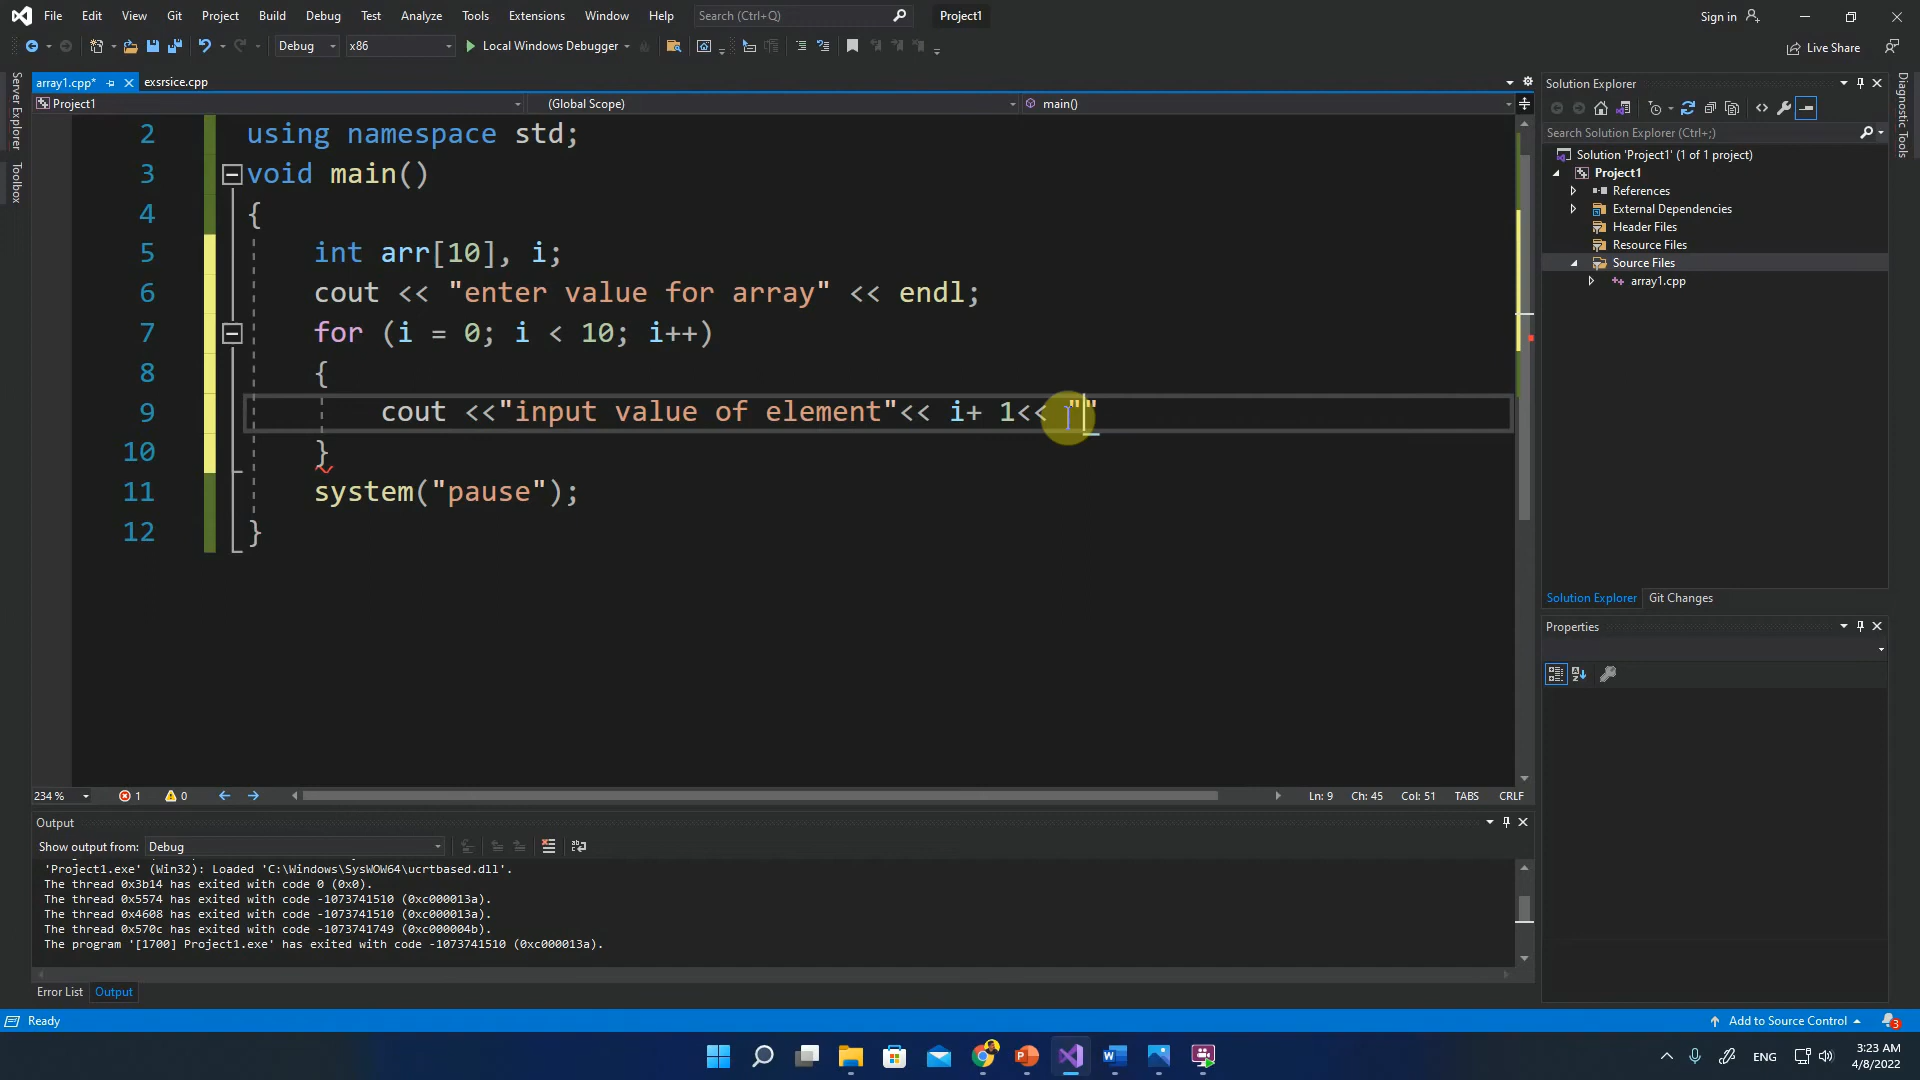 File Edit View Git Project Build Debug Test Analyze Tools Extensions Window Help Search (Ctrl+Q) Project1 Sign in
Debug x86 Local Windows Debugger Live Share
array1.cpp* exsrsice.cpp
Project1 (Global Scope) main()
Server Explorer
Toolbox
2 using namespace std;
3 void main()
4 {
5 int arr[10], i;
6 cout << "enter value for array" << endl;
7 for (i = 0; i < 10; i++)
8 {
9 cout <<"input value of element"<< i+ 1<< ""
10 }
11 system("pause");
12 }
234 % 1 0 Ln: 9 Ch: 45 Col: 51 TABS CRLF
Output
Show output from: Debug
'Project1.exe' (Win32): Loaded 'C:\Windows\SysWOW64\ucrtbased.dll'.
The thread 0x3b14 has exited with code 0 (0x0).
The thread 0x5574 has exited with code -1073741510 (0xc000013a).
The thread 0x4608 has exited with code -1073741510 (0xc000013a).
The thread 0x570c has exited with code -1073741749 (0xc000004b).
The program '[1700] Project1.exe' has exited with code -1073741510 (0xc000013a).
Error List Output
Solution Explorer
Search Solution Explorer (Ctrl+;)
Solution 'Project1' (1 of 1 project)
Project1
References
External Dependencies
Header Files
Resource Files
Source Files
array1.cpp
Solution Explorer Git Changes
Properties
Diagnostic Tools
Ready Add to Source Control 3
ENG 3:23 AM
4/8/2022